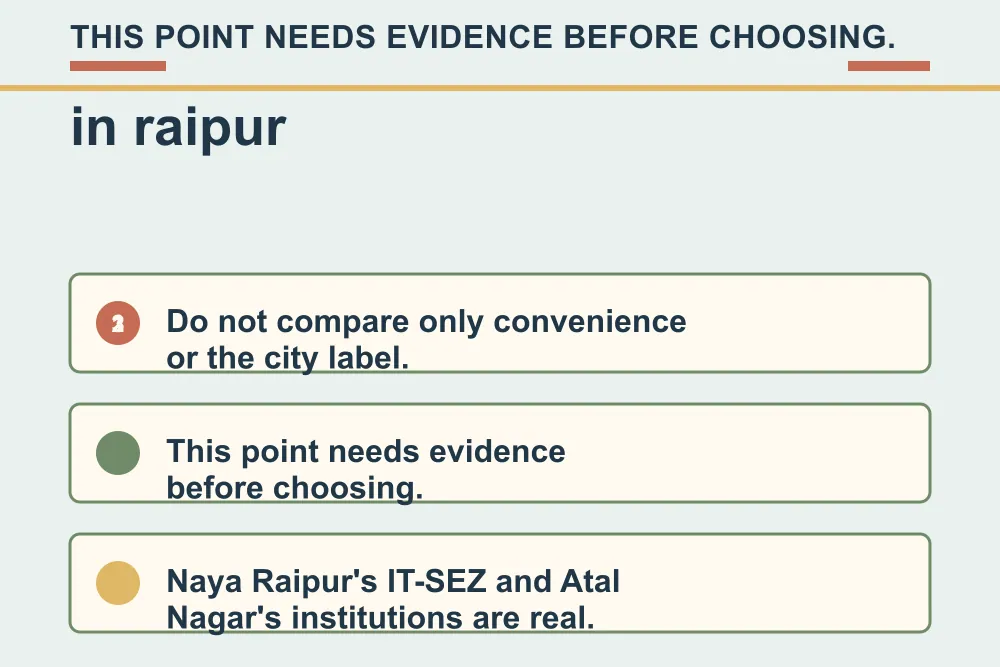 THIS POINT NEEDS EVIDENCE BEFORE CHOOSING.
in raipur
Do not compare only convenience
or the city label.
This point needs evidence
before choosing.
Naya Raipur's IT-SEZ and Atal
Nagar's institutions are real.